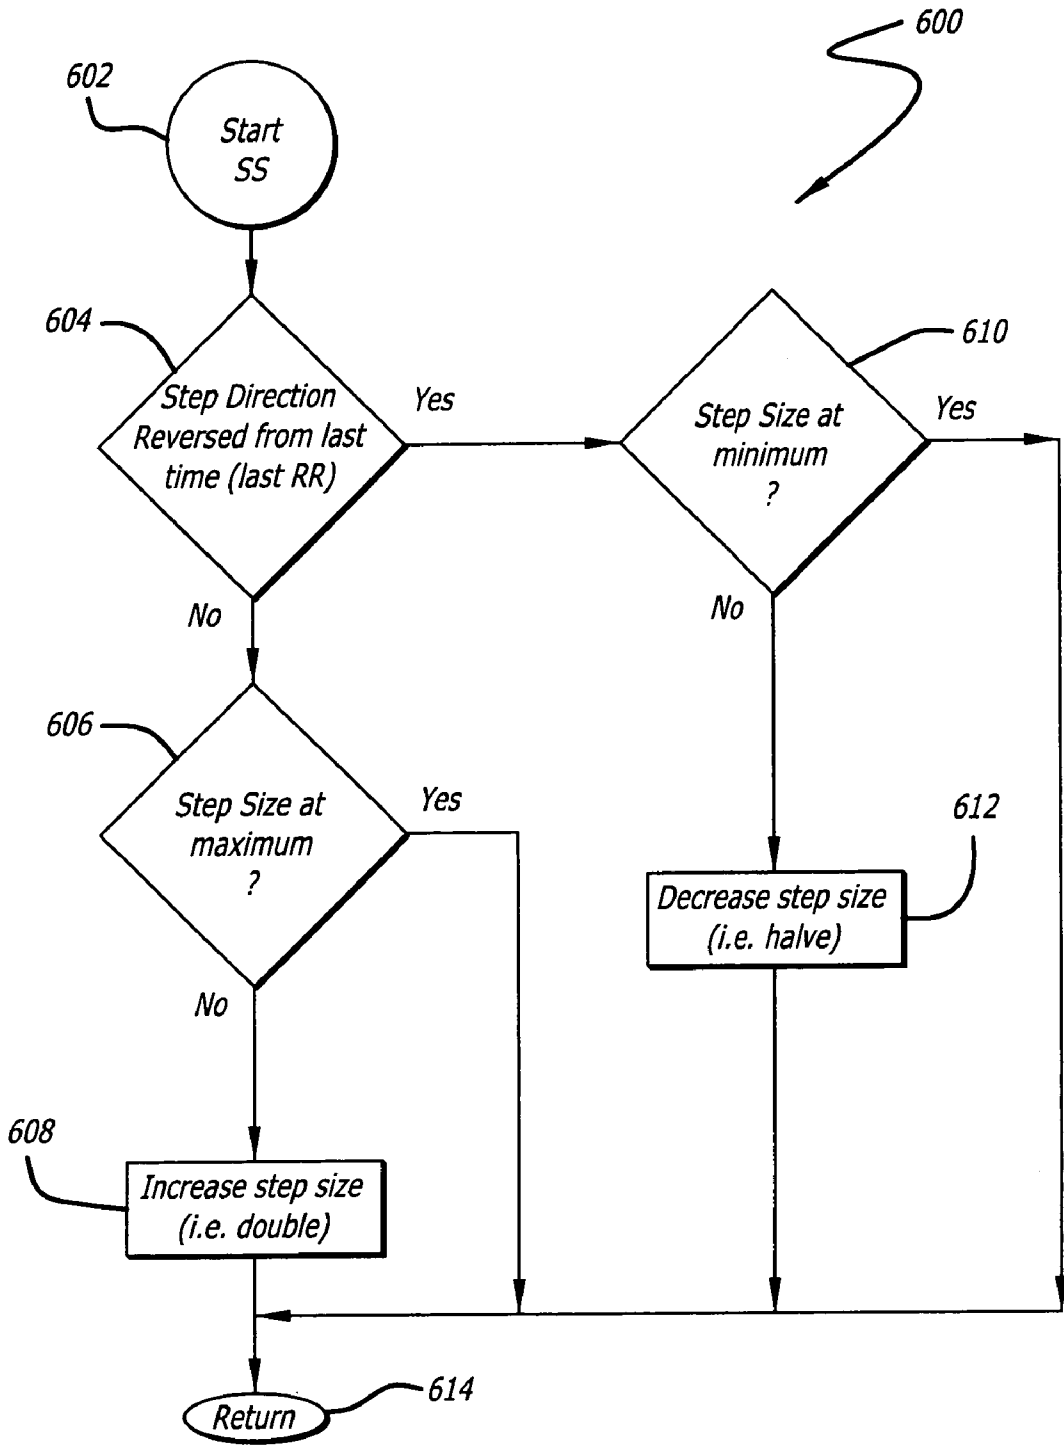 600
602
Start
SS
604
Step Direction
Reversed from last
time (last RR)
Yes
610
Step Size at
minimum
?
Yes
No
No
606
Step Size at
maximum
?
Yes
612
Decrease step size
(i.e. halve)
No
608
Increase step size
(i.e. double)
614
Return